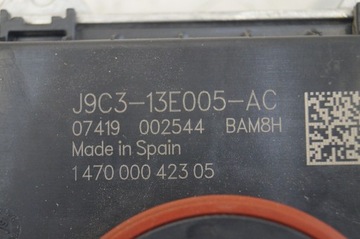 J9C3-13E005-AC
07419 002544 BAM8H
Made in Spain
1 470 000 423 05